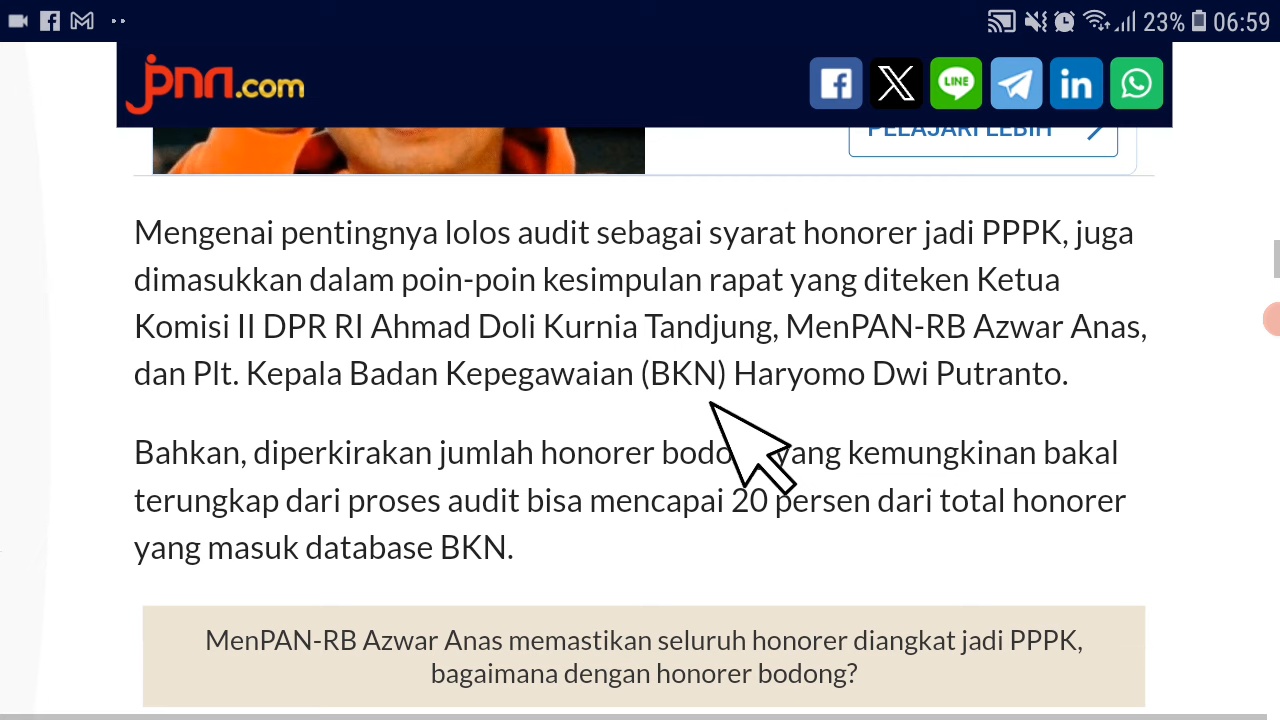 23% 06:59
jpnn.com
LINE
PELAJARI LEBIH
Mengenai pentingnya lolos audit sebagai syarat honorer jadi PPPK, juga
dimasukkan dalam poin-poin kesimpulan rapat yang diteken Ketua
Komisi II DPR RI Ahmad Doli Kurnia Tandjung, MenPAN-RB Azwar Anas,
dan Plt. Kepala Badan Kepegawaian (BKN) Haryomo Dwi Putranto.
Bahkan, diperkirakan jumlah honorer yang kemungkinan bakal
terungkap dari proses audit bisa mencapai 20 persen dari total honorer
yang masuk database BKN.
MenPAN-RB Azwar Anas memastikan seluruh honorer diangkat jadi PPPK,
bagaimana dengan honorer bodong?